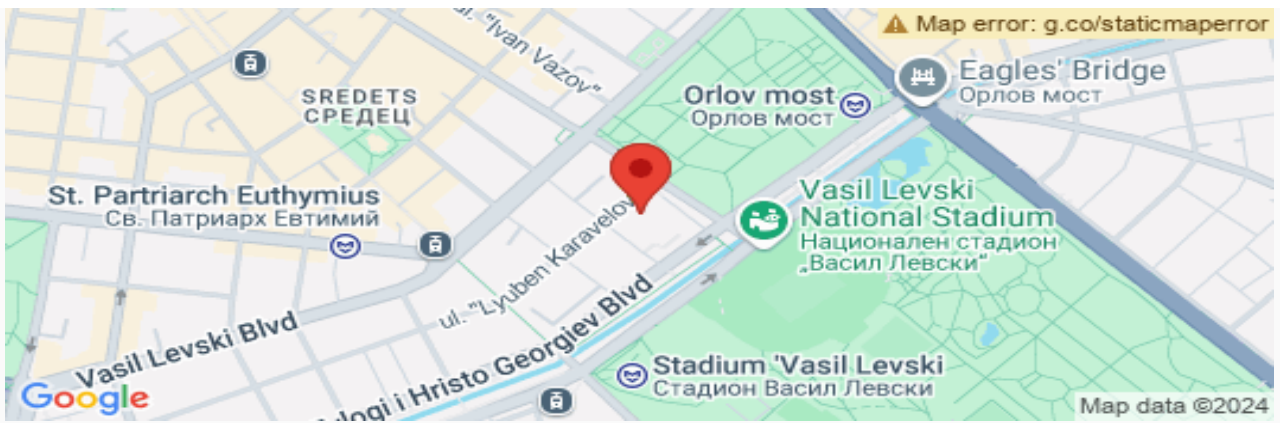 Map error: g.co/staticmaperror
ul. "Ivan Vazov"
Eagles' Bridge
Орлов мост
SREDETS
СРЕДЕЦ
Orlov most
Орлов мост
St. Partriarch Euthymius
Св. Патриарх Евтимий
Vasil Levski
National Stadium
Национален стадион
„Васил Левски“
ul. "Lyuben Karavelov"
Vasil Levski Blvd
i Hristo Georgiev Blvd
Stadium 'Vasil Levski
Стадион Васил Левски
Google
Map data ©2024